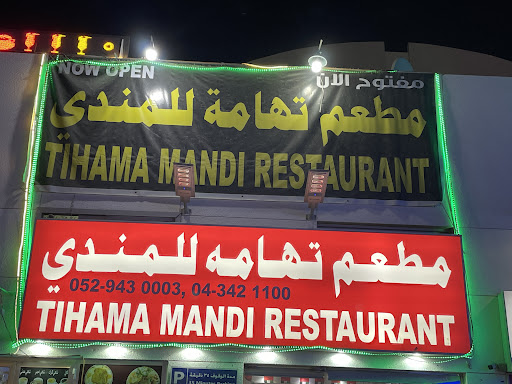 NOW OPEN مفتوح الآن
مطعم تهامة للمندي
TIHAMA MANDI RESTAURANT
مطعم تهامه للمندي
052-943 0003, 04-342 1100
TIHAMA MANDI RESTAURANT
P